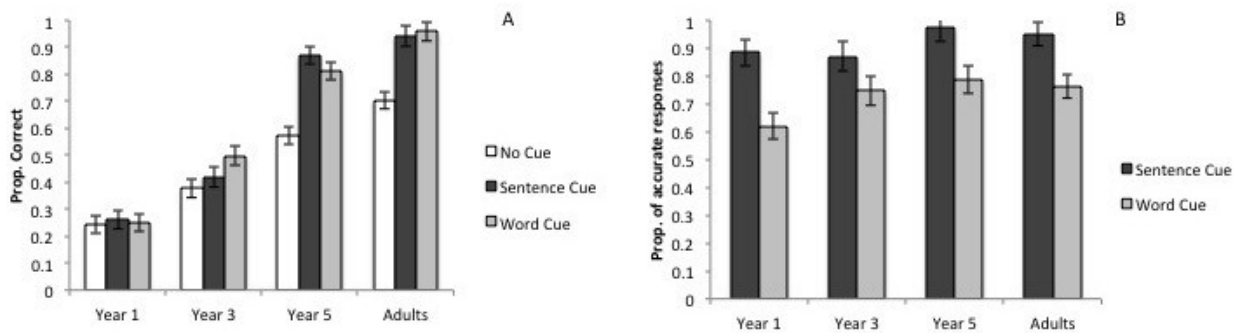 A
Prop. Correct
1
0.9
0.8
0.7
0.6
0.5
0.4
0.3
0.2
0.1
0
Year 1 Year 3 Year 5 Adults
No Cue
Sentence Cue
Word Cue
B
Prop. of accurate responses
1
0.9
0.8
0.7
0.6
0.5
0.4
0.3
0.2
0.1
0
Year 1 Year 3 Year 5 Adults
Sentence Cue
Word Cue